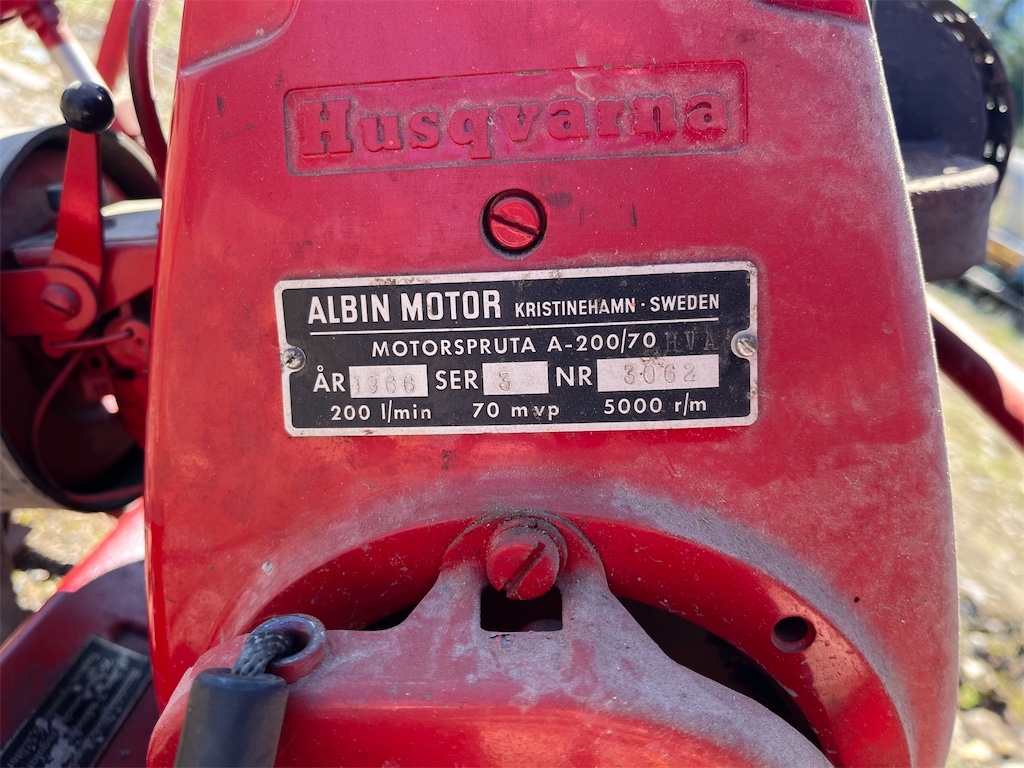 Husqvarna
ALBIN MOTOR KRISTINEHAMN · SWEDEN
MOTORSPRUTA A-200/70 HVA
ÅR 1966 SER 3 NR 3062
200 l/min 70 m vp 5000 r/m